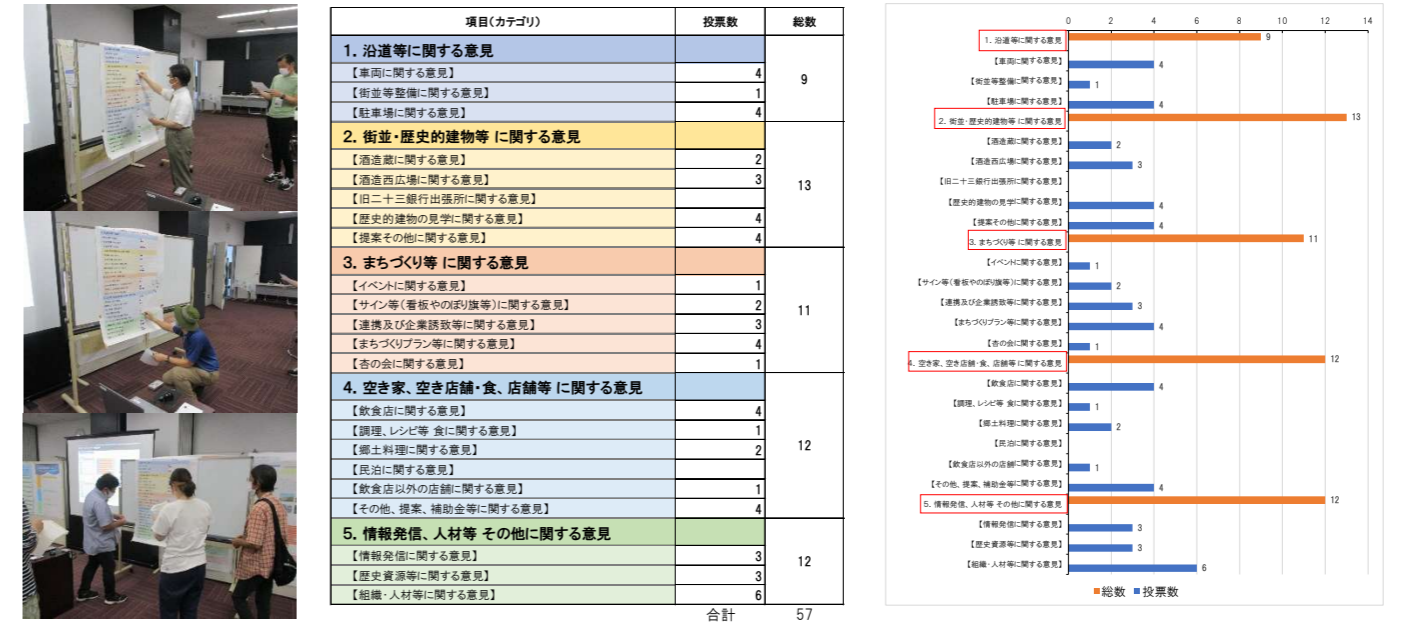 項目(カテゴリ) 投票数 総数
1. 沿道等に関する意見
【車両に関する意見】 4
【街並等整備に関する意見】 1
【駐車場に関する意見】 4
9
2. 街並・歴史的建物等 に関する意見
【酒造蔵に関する意見】 2
【酒造西広場に関する意見】 3
【旧二十三銀行出張所に関する意見】
【歴史的建物の見学に関する意見】 4
【提案その他に関する意見】 4
13
3. まちづくり等 に関する意見
【イベントに関する意見】 1
【サイン等(看板やのぼり旗等)に関する意見】 2
【連携及び企業誘致等に関する意見】 3
【まちづくりプラン等に関する意見】 4
【杏の会に関する意見】 1
11
4. 空き家、空き店舗・食、店舗等 に関する意見
【飲食店に関する意見】 4
【調理、レシピ等 食に関する意見】 1
【郷土料理に関する意見】 2
【民泊に関する意見】
【飲食店以外の店舗に関する意見】 1
【その他、提案、補助金等に関する意見】 4
12
5. 情報発信、人材等 その他に関する意見
【情報発信に関する意見】 3
【歴史資源等に関する意見】 3
【組織・人材等に関する意見】 6
12
合計 57
0 2 4 6 8 10 12 14
1. 沿道等に関する意見 9
【車両に関する意見】 4
【街並等整備に関する意見】 1
【駐車場に関する意見】 4
2. 街並・歴史的建物等 に関する意見 13
【酒造蔵に関する意見】 2
【酒造西広場に関する意見】 3
【旧二十三銀行出張所に関する意見】
【歴史的建物の見学に関する意見】 4
【提案その他に関する意見】 4
3. まちづくり等 に関する意見 11
【イベントに関する意見】 1
【サイン等(看板やのぼり旗等)に関する意見】 2
【連携及び企業誘致等に関する意見】 3
【まちづくりプラン等に関する意見】 4
【杏の会に関する意見】 1
4. 空き家、空き店舗・食、店舗等 に関する意見 12
【飲食店に関する意見】 4
【調理、レシピ等 食に関する意見】 1
【郷土料理に関する意見】 2
【民泊に関する意見】
【飲食店以外の店舗に関する意見】 1
【その他、提案、補助金等に関する意見】 4
5. 情報発信、人材等 その他に関する意見 12
【情報発信に関する意見】 3
【歴史資源等に関する意見】 3
【組織・人材等に関する意見】 6
総数 投票数